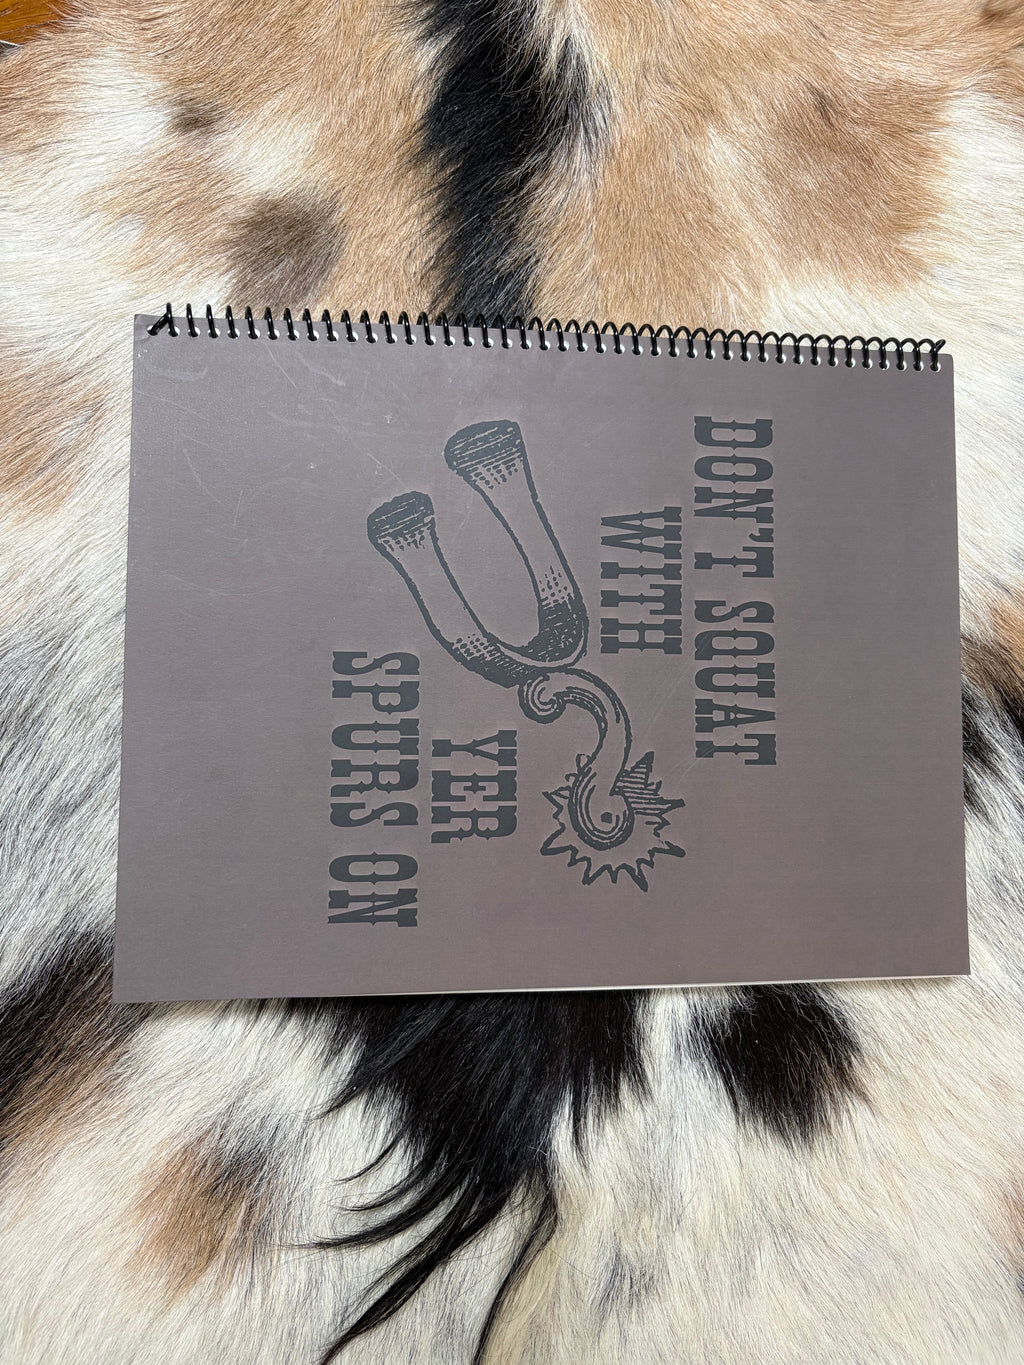 DON'T SQUAT
WITH
YER
SPURS ON